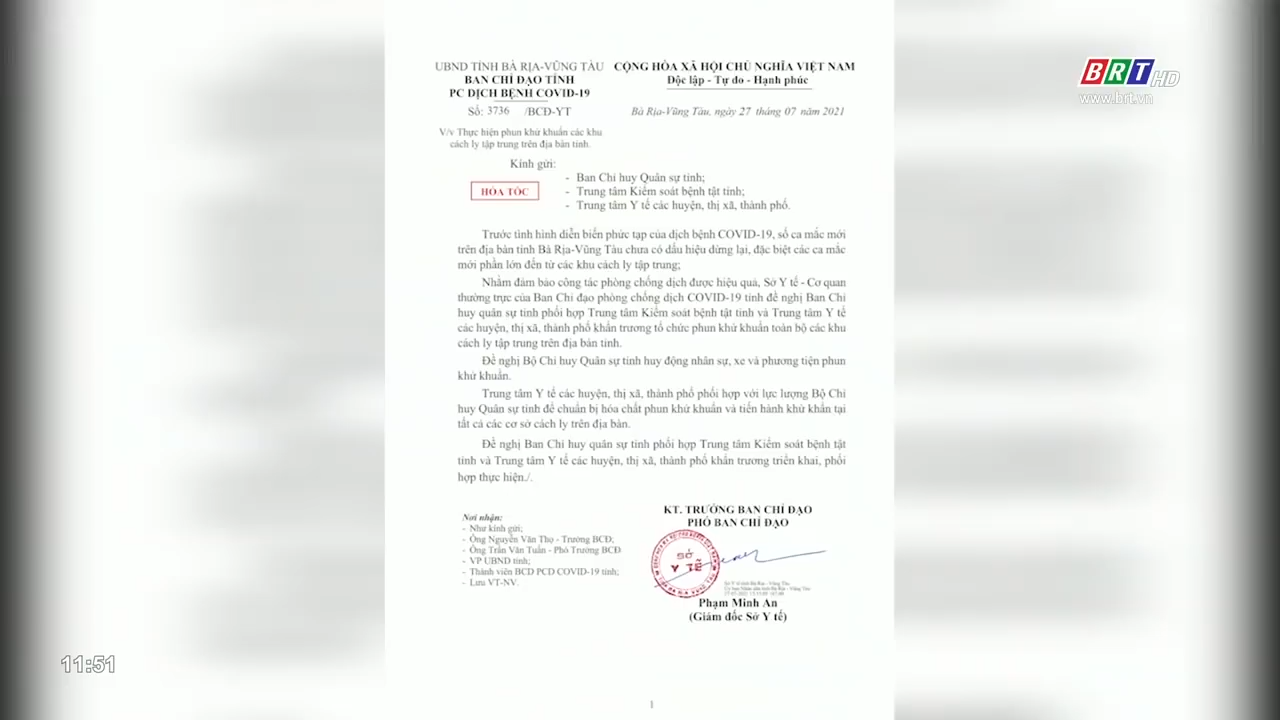 BRT HD
www.brt.vn
UBND TỈNH BÀ RỊA-VŨNG TÀU
BAN CHỈ ĐẠO TỈNH
PC DỊCH BỆNH COVID-19
Số: 3736 /BCĐ-YT
V/v Thực hiện phun khử khuẩn các khu
cách ly tập trung trên địa bàn tỉnh.
CỘNG HÒA XÃ HỘI CHỦ NGHĨA VIỆT NAM
Độc lập - Tự do - Hạnh phúc
Bà Rịa-Vũng Tàu, ngày 27 tháng 07 năm 2021
Kính gửi:
HỎA TỐC
- Ban Chỉ huy Quân sự tỉnh;
- Trung tâm Kiểm soát bệnh tật tỉnh;
- Trung tâm Y tế các huyện, thị xã, thành phố.
Trước tình hình diễn biến phức tạp của dịch bệnh COVID-19, số ca mắc mới
trên địa bàn tỉnh Bà Rịa-Vũng Tàu chưa có dấu hiệu dừng lại, đặc biệt các ca mắc
mới phần lớn đến từ các khu cách ly tập trung;
Nhằm đảm bảo công tác phòng chống dịch được hiệu quả, Sở Y tế - Cơ quan
thường trực của Ban Chỉ đạo phòng chống dịch COVID-19 tỉnh đề nghị Ban Chỉ
huy quân sự tỉnh phối hợp Trung tâm Kiểm soát bệnh tật tỉnh và Trung tâm Y tế
các huyện, thị xã, thành phố khẩn trương tổ chức phun khử khuẩn toàn bộ các khu
cách ly tập trung trên địa bàn tỉnh.
Đề nghị Bộ Chỉ huy Quân sự tỉnh huy động nhân sự, xe và phương tiện phun
khử khuẩn.
Trung tâm Y tế các huyện, thị xã, thành phố phối hợp với lực lượng Bộ Chỉ
huy Quân sự tỉnh để chuẩn bị hóa chất phun khử khuẩn và tiến hành khử khẩn tại
tất cả các cơ sở cách ly trên địa bàn.
Đề nghị Ban Chỉ huy quân sự tỉnh phối hợp Trung tâm Kiểm soát bệnh tật
tỉnh và Trung tâm Y tế các huyện, thị xã, thành phố khẩn trương triển khai, phối
hợp thực hiện./.
Nơi nhận:
- Như kính gửi;
- Ông Nguyễn Văn Thọ - Trưởng BCĐ;
- Ông Trần Văn Tuấn - Phó Trưởng BCĐ
- VP UBND tỉnh;
- Thành viên BCD PCD COVID-19 tỉnh;
- Lưu VT-NV.
KT. TRƯỞNG BAN CHỈ ĐẠO
PHÓ BAN CHỈ ĐẠO
SỞ
Y TẾ
Phạm Minh An
(Giám đốc Sở Y tế)
11:51
1